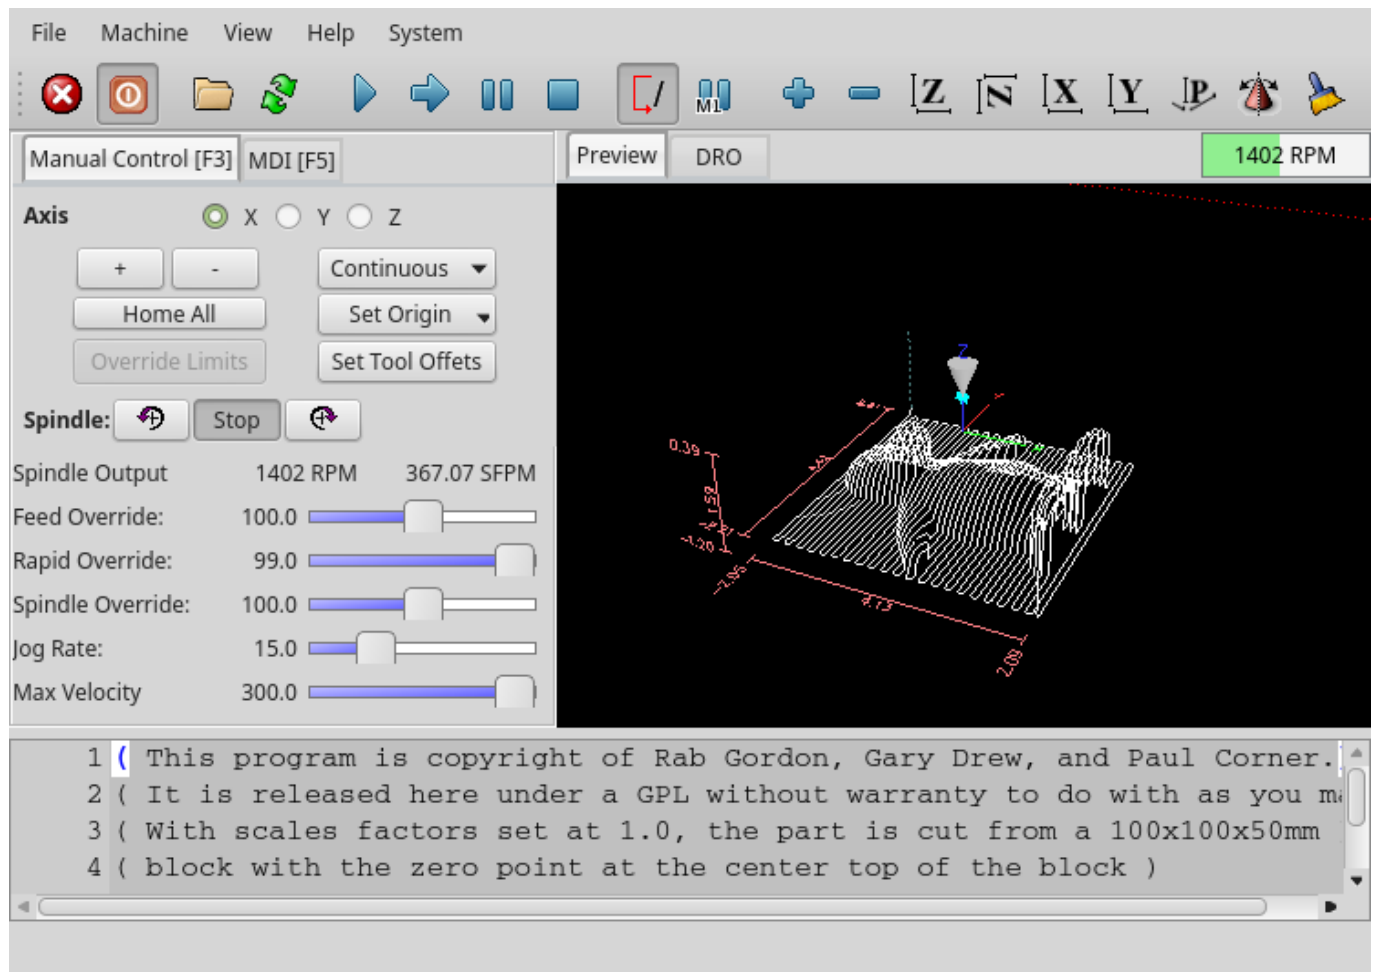 File Machine View Help System
M1 Z N X Y P
Manual Control [F3] MDI [F5] Preview DRO 1402 RPM
Axis X Y Z
+ - Continuous
Home All Set Origin
Override Limits Set Tool Offets
Spindle: Stop
Spindle Output 1402 RPM 367.07 SFPM
Feed Override: 100.0
Rapid Override: 99.0
Spindle Override: 100.0
Jog Rate: 15.0
Max Velocity 300.0
Z
0.39
1.59
-1.20
-2.05
4.13
2.09
1 ( This program is copyright of Rab Gordon, Gary Drew, and Paul Corner.
2 ( It is released here under a GPL without warranty to do with as you
3 ( With scales factors set at 1.0, the part is cut from a 100x100x50mm
4 ( block with the zero point at the center top of the block )